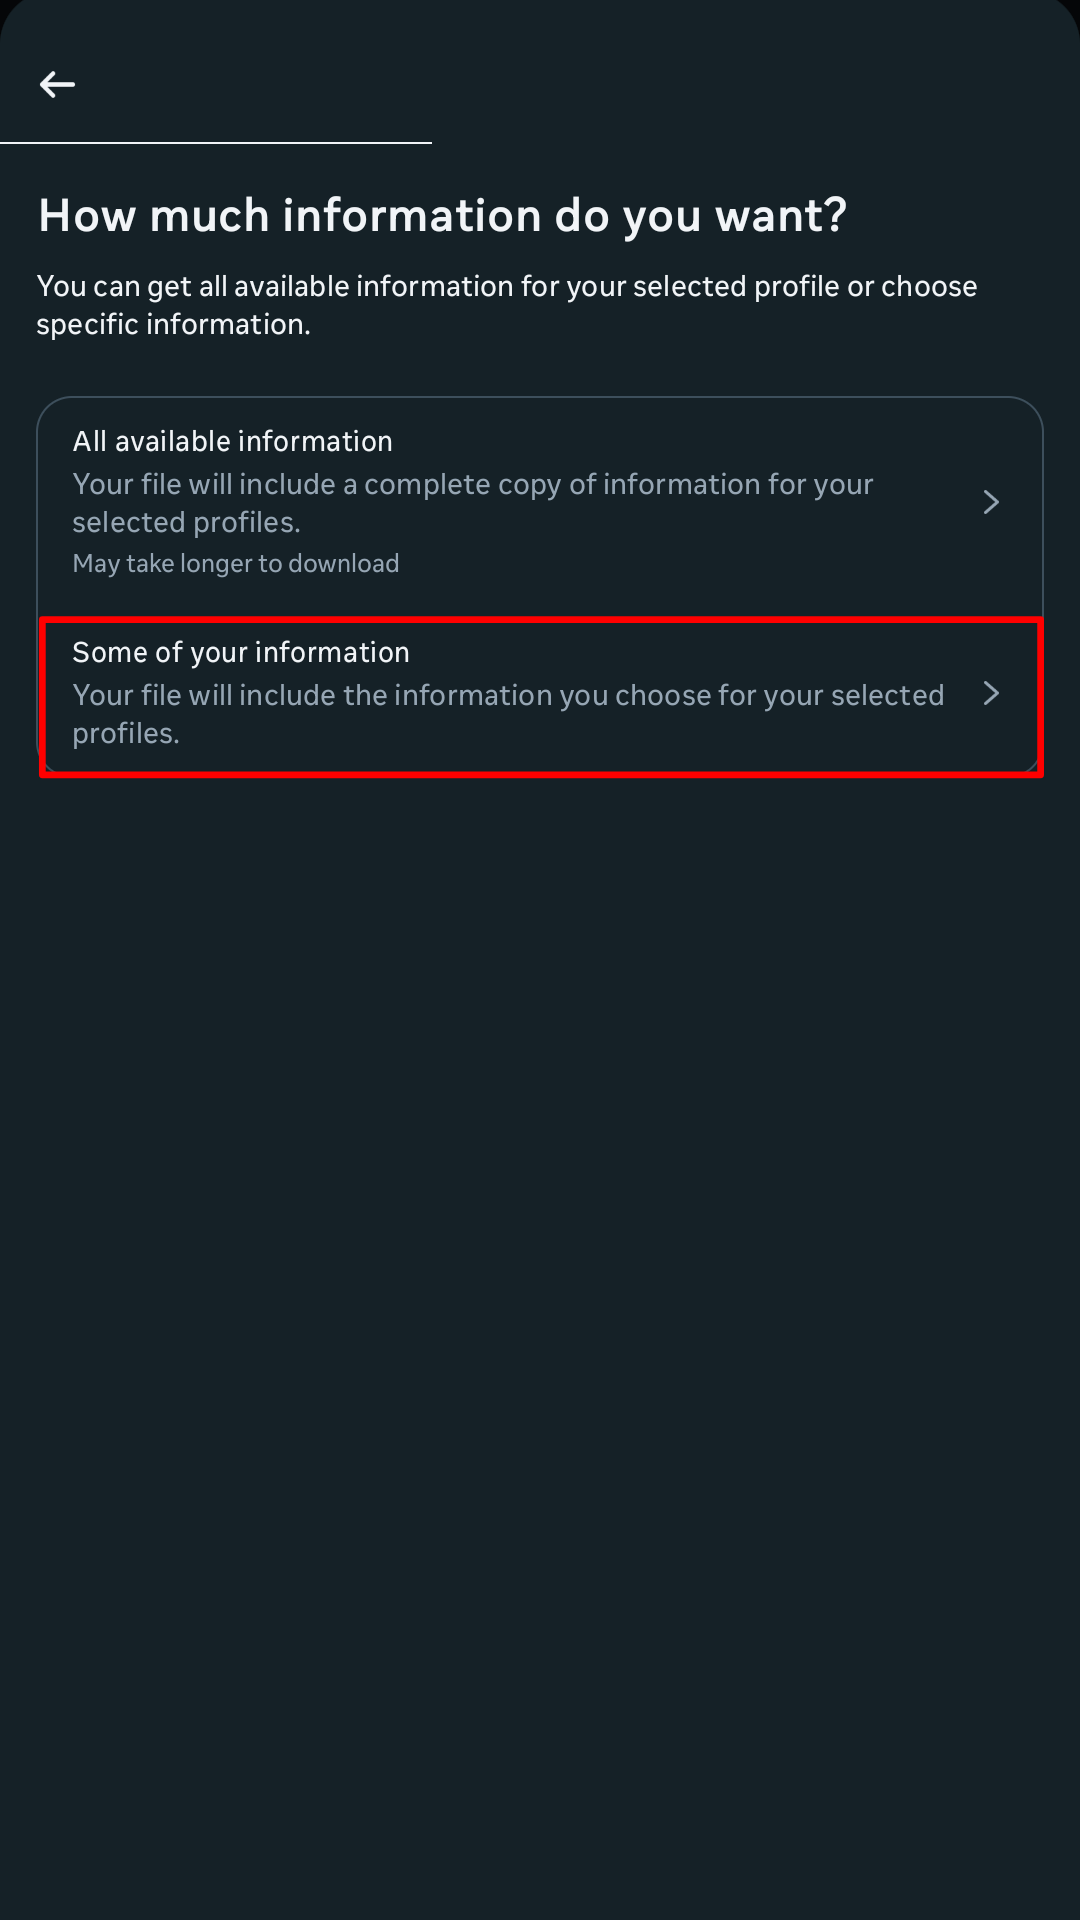 How much information do you want?
You can get all available information for your selected profile or choose
specific information.
All available information
Your file will include a complete copy of information for your
selected profiles.
May take longer to download
Some of your information
Your file will include the information you choose for your selected
profiles.